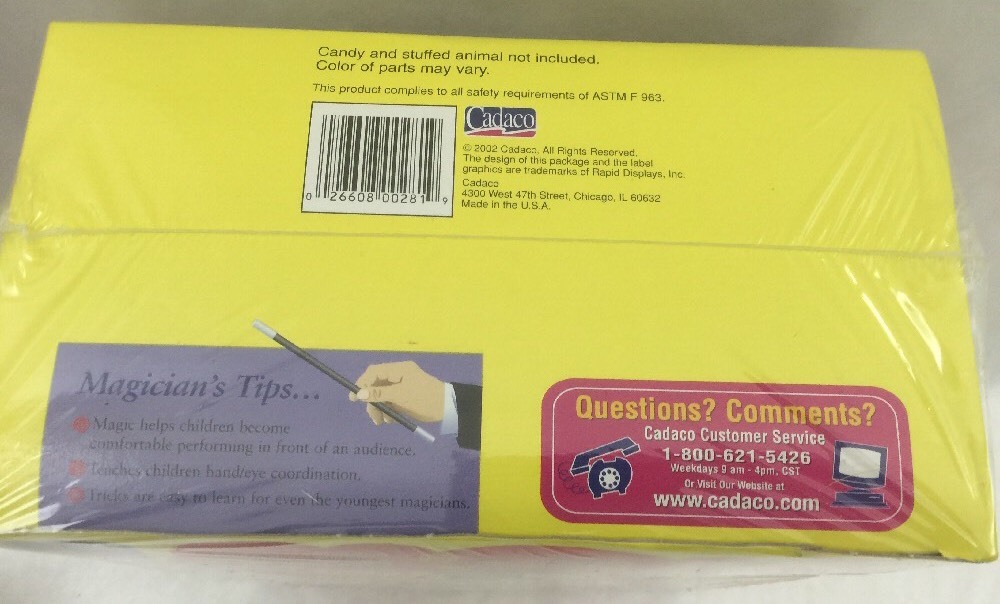 Candy and stuffed animal not included.
Color of parts may vary.
This product complies to all safety requirements of ASTM F 963.
Cadaco
0 26608 00281 9
© 2002 Cadaco, All Rights Reserved.
The design of this package and the label
graphics are trademarks of Rapid Displays, Inc.
Cadaco
4300 West 47th Street, Chicago, IL 60632
Made in the U.S.A.
Magician's Tips...
Magic helps children become
comfortable performing in front of an audience.
Teaches children hand/eye coordination.
Tricks are easy to learn for even the youngest magicians.
Questions? Comments?
Cadaco Customer Service
1-800-621-5426
Weekdays 9 am - 4pm, CST
Or Visit Our Website at
www.cadaco.com